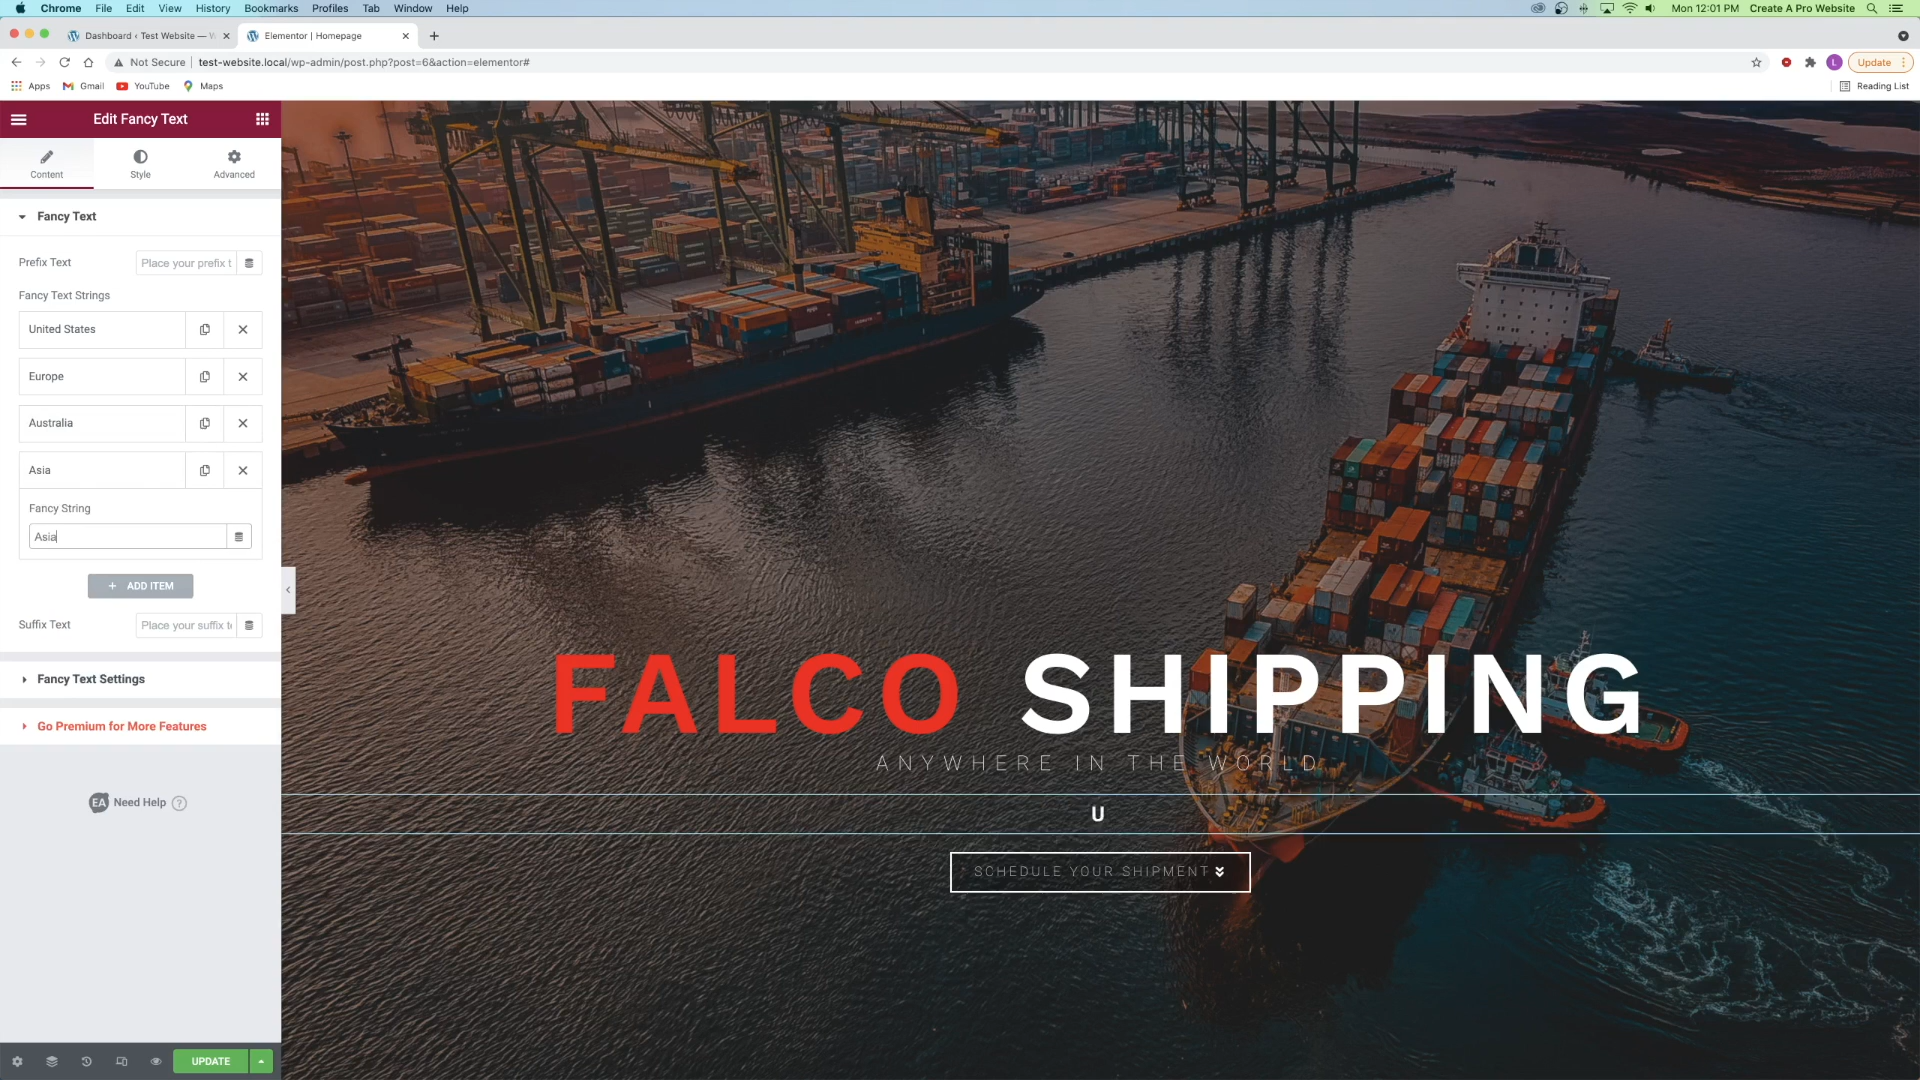 Chrome File Edit View History Bookmarks Profiles Tab Window Help
Mon 12:01 PM Create A Pro Website
Dashboard ‹ Test Website — W
Elementor | Homepage
Not Secure test-website.local/wp-admin/post.php?post=6&action=elementor#
L
Update
Apps Gmail YouTube Maps
Reading List
Edit Fancy Text
Content Style Advanced
Fancy Text
Prefix Text
Place your prefix t
Fancy Text Strings
United States
Europe
Australia
Asia
Fancy String
Asia
+ ADD ITEM
Suffix Text
Place your suffix t
Fancy Text Settings
Go Premium for More Features
EA Need Help ?
UPDATE
FALCO SHIPPING
ANYWHERE IN THE WORLD
U
SCHEDULE YOUR SHIPMENT